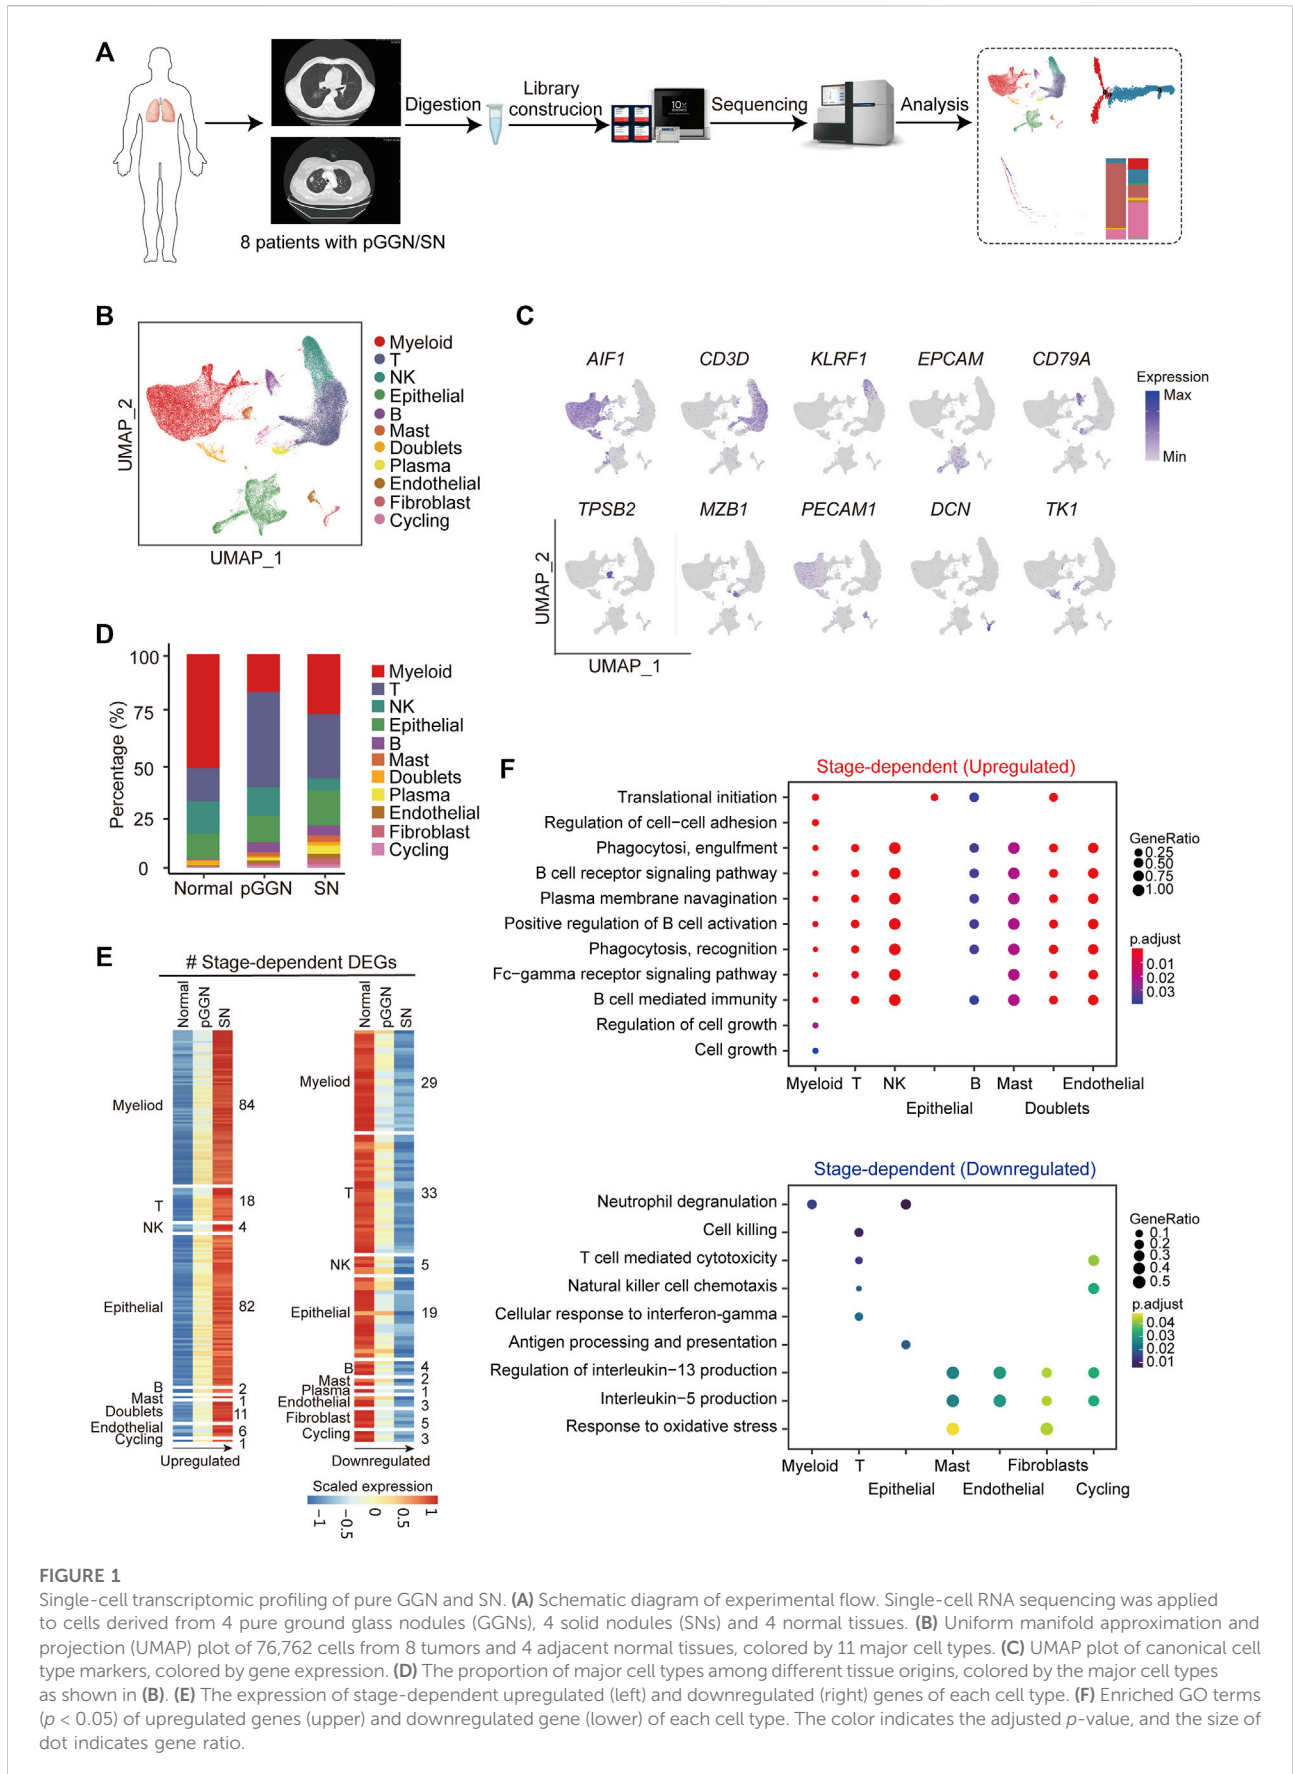 A
Digestion
Library
construcion
10x
Sequencing
Analysis
8 patients with pGGN/SN
B
UMAP_2
UMAP_1
Myeloid
T
NK
Epithelial
B
Mast
Doublets
Plasma
Endothelial
Fibroblast
Cycling
C
AIF1
CD3D
KLRF1
EPCAM
CD79A
Expression
Max
Min
TPSB2
MZB1
PECAM1
DCN
TK1
UMAP_2
UMAP_1
D
Percentage (%)
100
75
50
25
0
Normal
pGGN
SN
Myeloid
T
NK
Epithelial
B
Mast
Doublets
Plasma
Endothelial
Fibroblast
Cycling
E
# Stage-dependent DEGs
Normal
pGGN
SN
Myeliod
84
T
18
NK
4
Epithelial
82
B
2
Mast
1
Doublets
11
Endothelial
6
Cycling
1
Upregulated
Normal
pGGN
SN
Myeliod
29
T
33
NK
5
Epithelial
19
B
4
Mast
2
Plasma
1
Endothelial
3
Fibroblast
5
Cycling
3
Downregulated
Scaled expression
−1
−0.5
0
0.5
1
F
Stage-dependent (Upregulated)
Translational initiation
Regulation of cell−cell adhesion
Phagocytosi, engulfment
B cell receptor signaling pathway
Plasma membrane navagination
Positive regulation of B cell activation
Phagocytosis, recognition
Fc−gamma receptor signaling pathway
B cell mediated immunity
Regulation of cell growth
Cell growth
Myeloid
T
NK
Epithelial
B
Mast
Doublets
Endothelial
GeneRatio
0.25
0.50
0.75
1.00
p.adjust
0.01
0.02
0.03
Stage-dependent (Downregulated)
Neutrophil degranulation
Cell killing
T cell mediated cytotoxicity
Natural killer cell chemotaxis
Cellular response to interferon-gamma
Antigen processing and presentation
Regulation of interleukin−13 production
Interleukin−5 production
Response to oxidative stress
Myeloid
T
Epithelial
Mast
Endothelial
Fibroblasts
Cycling
GeneRatio
0.1
0.2
0.3
0.4
0.5
p.adjust
0.04
0.03
0.02
0.01
FIGURE 1
Single-cell transcriptomic profiling of pure GGN and SN. (A) Schematic diagram of experimental flow. Single-cell RNA sequencing was applied
to cells derived from 4 pure ground glass nodules (GGNs), 4 solid nodules (SNs) and 4 normal tissues. (B) Uniform manifold approximation and
projection (UMAP) plot of 76,762 cells from 8 tumors and 4 adjacent normal tissues, colored by 11 major cell types. (C) UMAP plot of canonical cell
type markers, colored by gene expression. (D) The proportion of major cell types among different tissue origins, colored by the major cell types
as shown in (B). (E) The expression of stage-dependent upregulated (left) and downregulated (right) genes of each cell type. (F) Enriched GO terms
(p < 0.05) of upregulated genes (upper) and downregulated gene (lower) of each cell type. The color indicates the adjusted p-value, and the size of
dot indicates gene ratio.